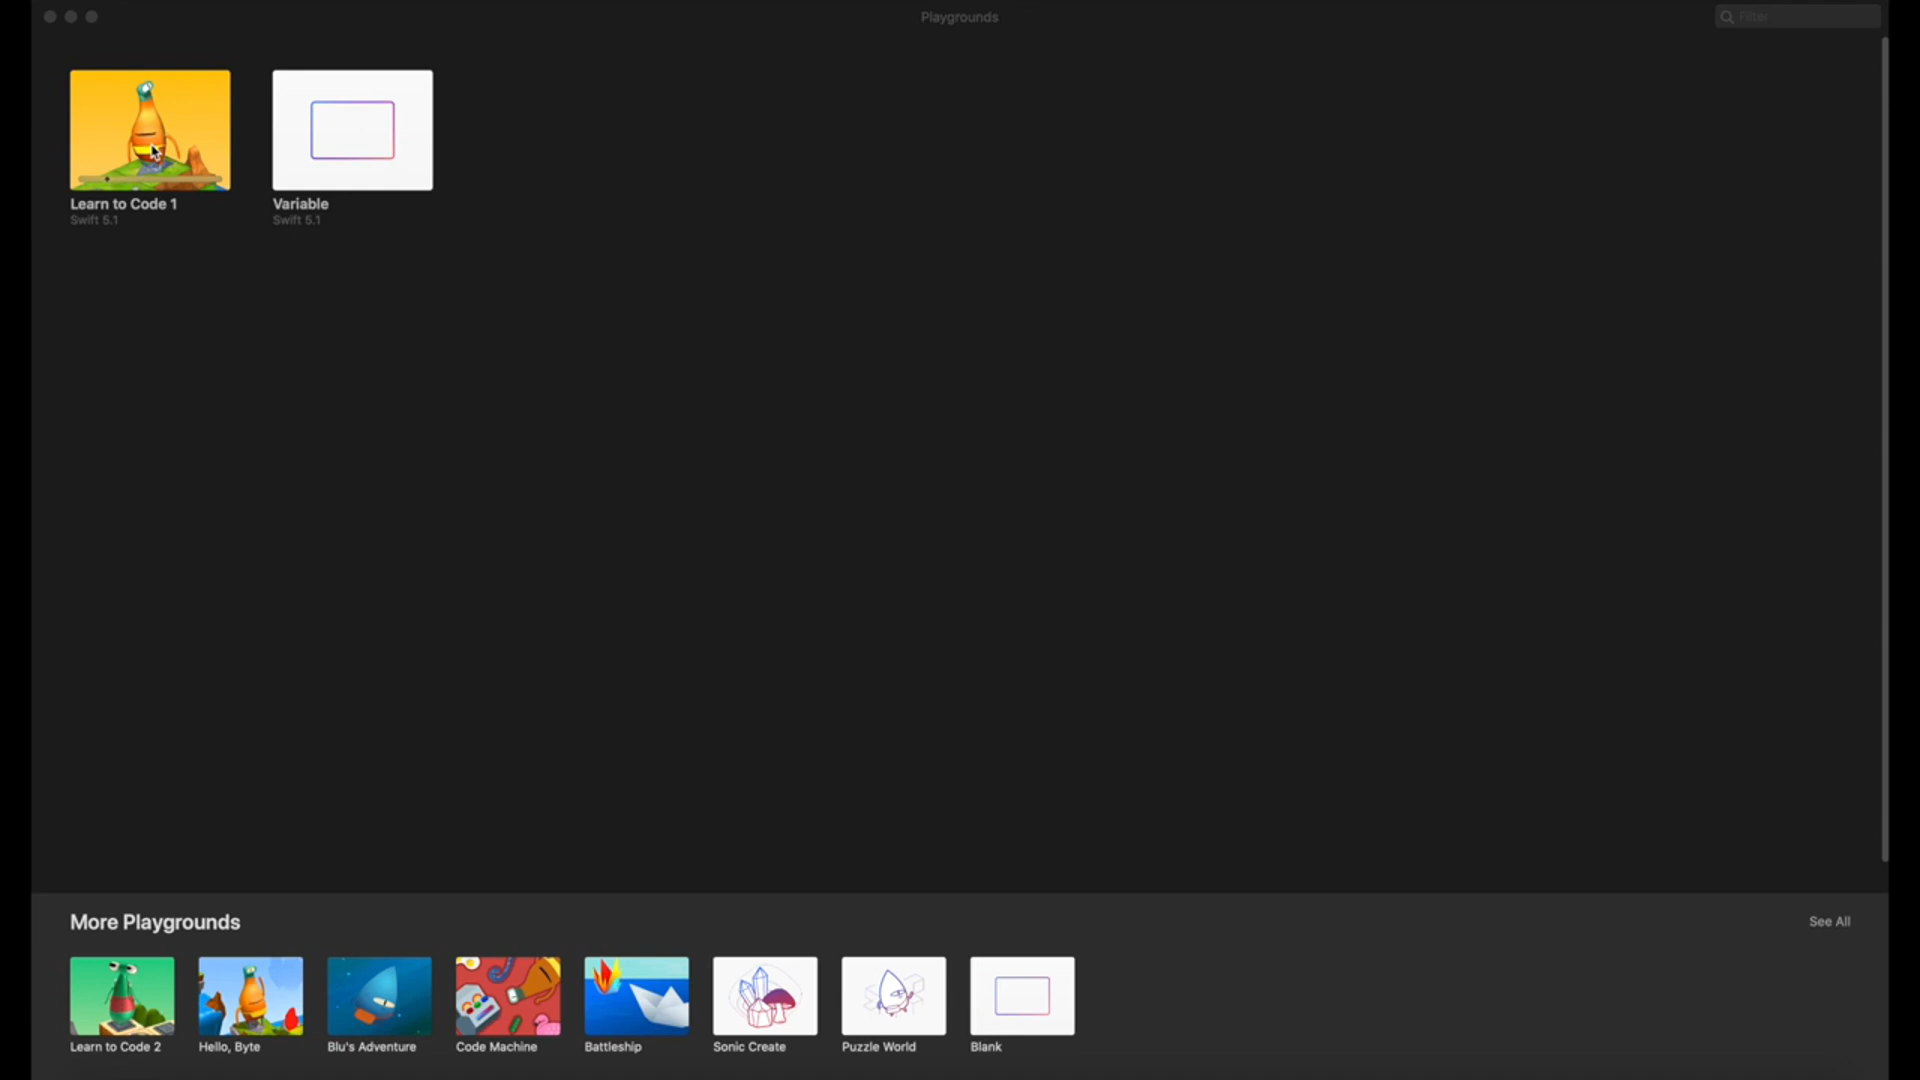 Playgrounds
Filter
Learn to Code 1
Swift 5.1
Variable
Swift 5.1
More Playgrounds
See All
Learn to Code 2
Hello, Byte
Blu's Adventure
Code Machine
Battleship
Sonic Create
Puzzle World
Blank